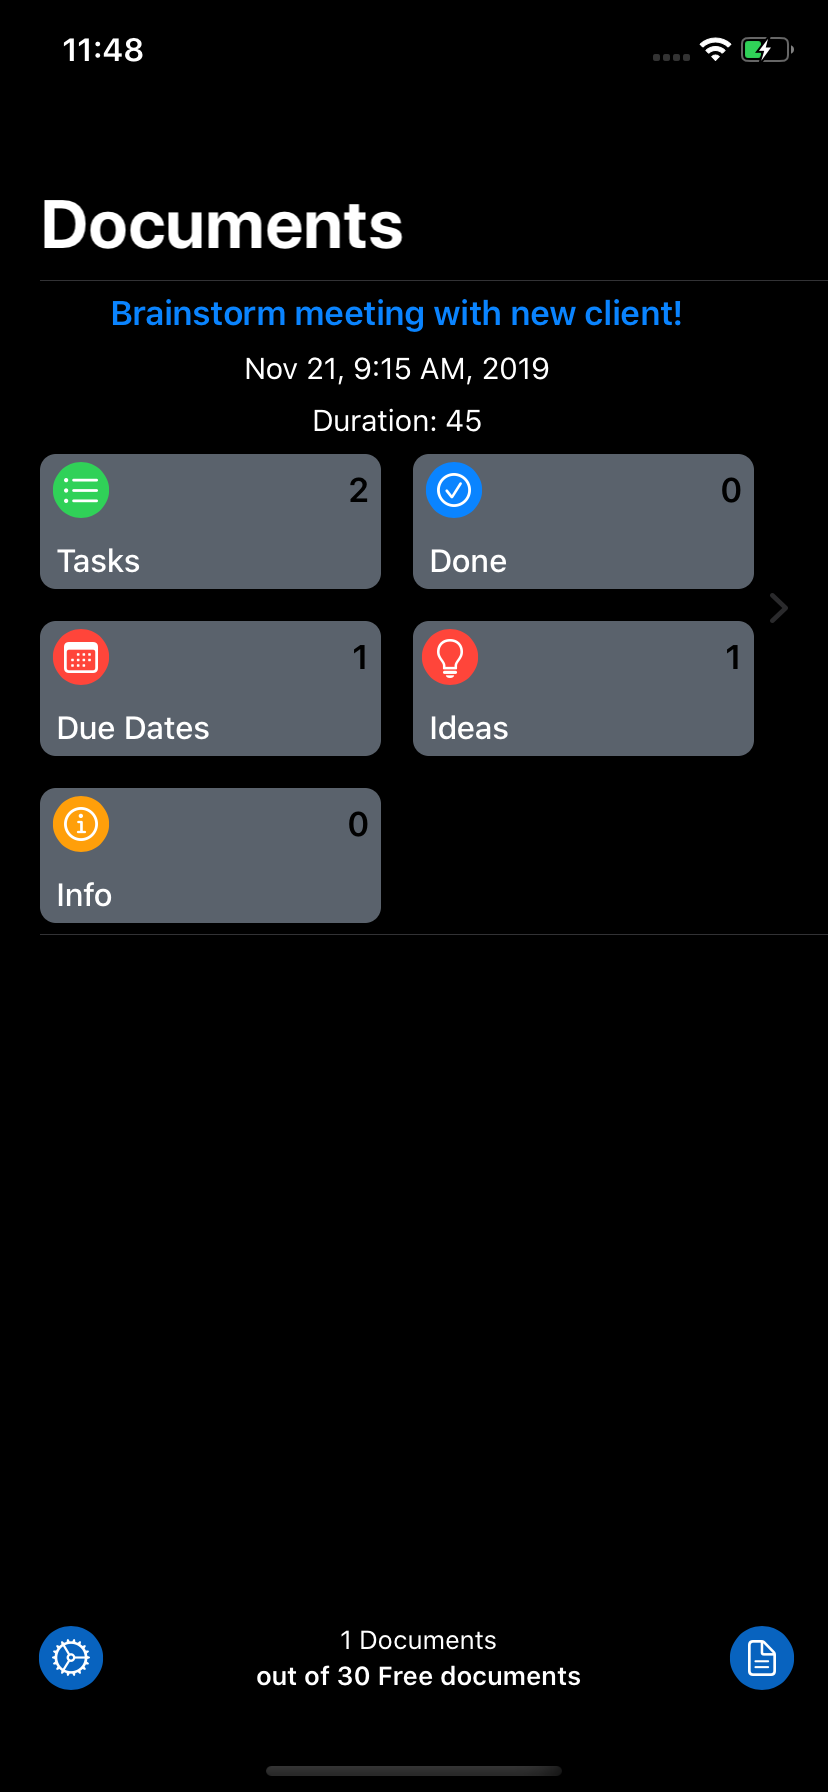 11:48
Documents
Brainstorm meeting with new client!
Nov 21, 9:15 AM, 2019
Duration: 45
2
Tasks
0
Done
1
Due Dates
1
Ideas
0
Info
1 Documents
out of 30 Free documents